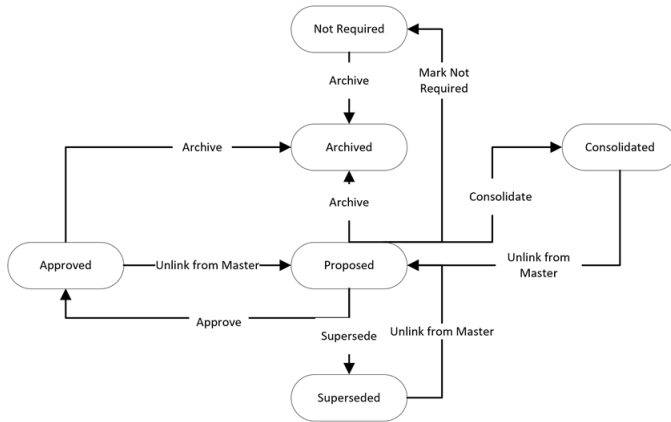 Not Required
Archive
Mark Not
Required
Archive
Archived
Consolidated
Archive
Consolidate
Approved
Unlink from Master
Proposed
Unlink from
Master
Approve
Supersede
Unlink from Master
Superseded